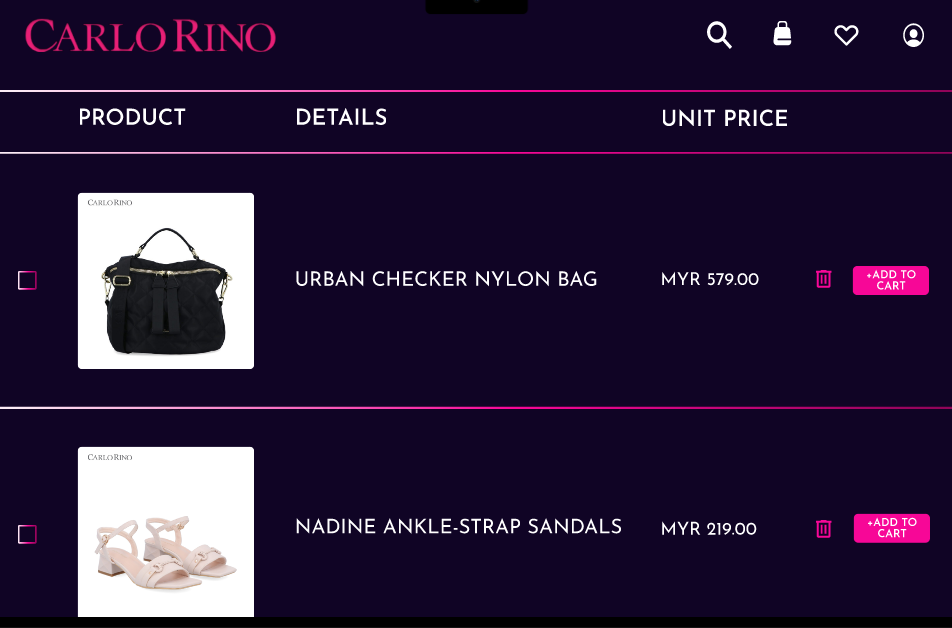 CARLO RINO
PRODUCT DETAILS UNIT PRICE
CARLO RINO
URBAN CHECKER NYLON BAG MYR 579.00
+ADD TO
CART
CARLO RINO
NADINE ANKLE-STRAP SANDALS MYR 219.00
+ADD TO
CART